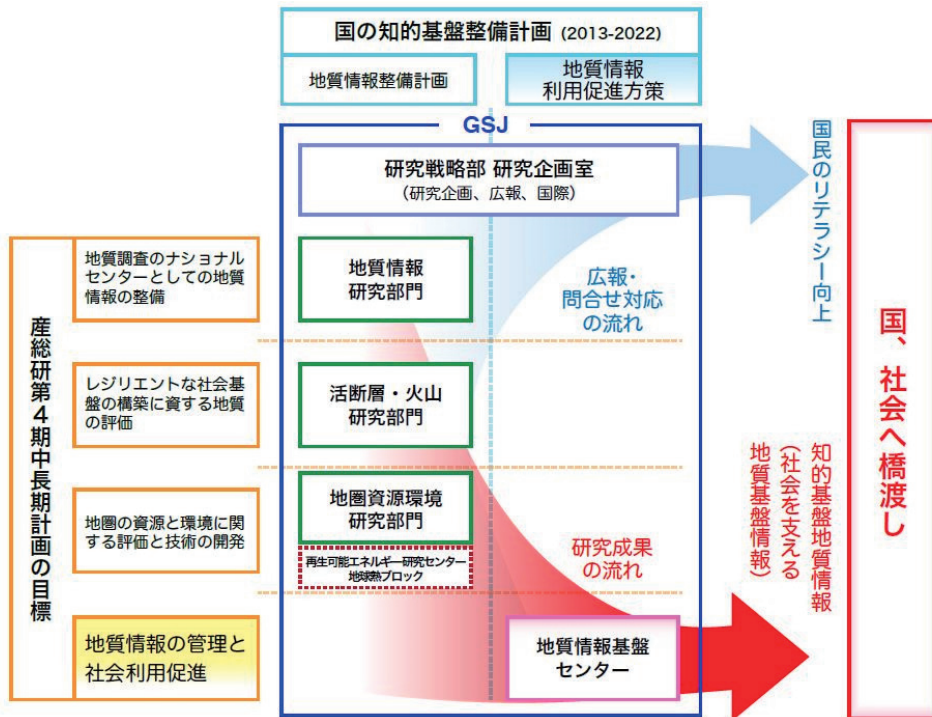 国の知的基盤整備計画 (2013-2022)
地質情報整備計画
地質情報
利用促進方策
GSJ
研究戦略部 研究企画室
（研究企画、広報、国際）
産総研第4期中長期計画の目標
地質調査のナショナル
センターとしての地質
情報の整備
地質情報
研究部門
広報・
問合せ対応
の流れ
国民のリテラシー向上
レジリエントな社会基
盤の構築に資する地質
の評価
活断層・火山
研究部門
地圏の資源と環境に関
する評価と技術の開発
地圏資源環境
研究部門
再生可能エネルギー研究センター
地球熱ブロック
研究成果
の流れ
知的基盤地質情報
（社会を支える
地質基盤情報）
地質情報の管理と
社会利用促進
地質情報基盤
センター
国、社会へ橋渡し